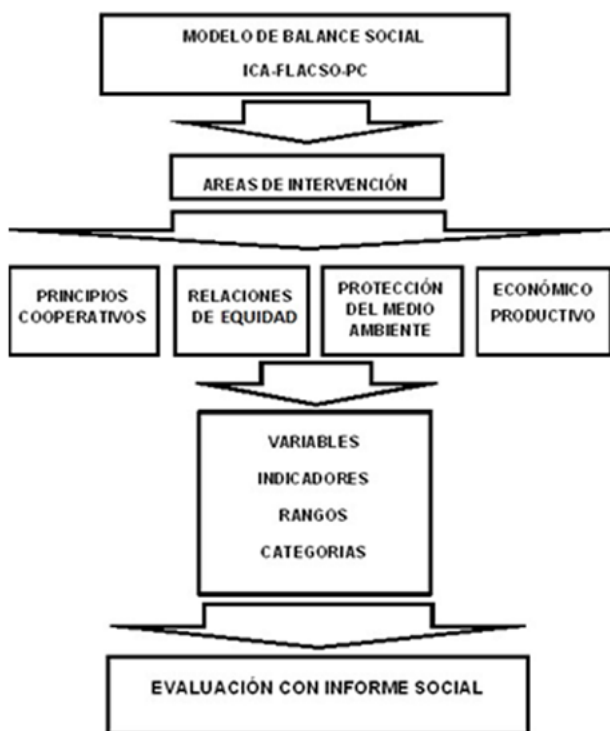 MODELO DE BALANCE SOCIAL
ICA-FLACSO-PC
AREAS DE INTERVENCIÓN
PRINCIPIOS
COOPERATIVOS
RELACIONES
DE EQUIDAD
PROTECCIÓN
DEL MEDIO
AMBIENTE
ECONÓMICO
PRODUCTIVO
VARIABLES
INDICADORES
RANGOS
CATEGORIAS
EVALUACIÓN CON INFORME SOCIAL